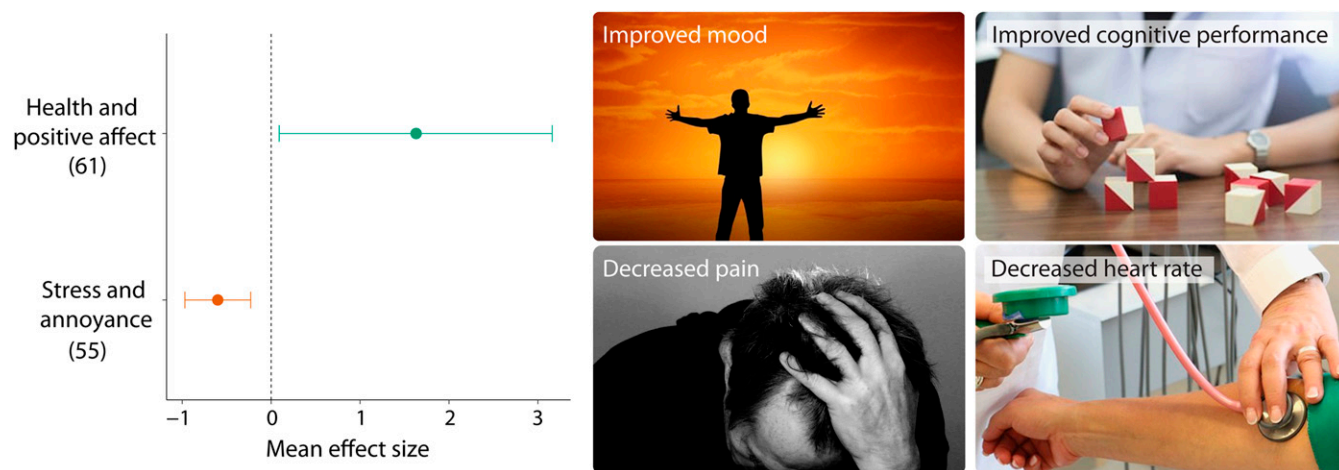 Health and
positive affect
(61)
Stress and
annoyance
(55)
−1
0
1
2
3
Mean effect size
Improved mood
Improved cognitive performance
Decreased pain
Decreased heart rate